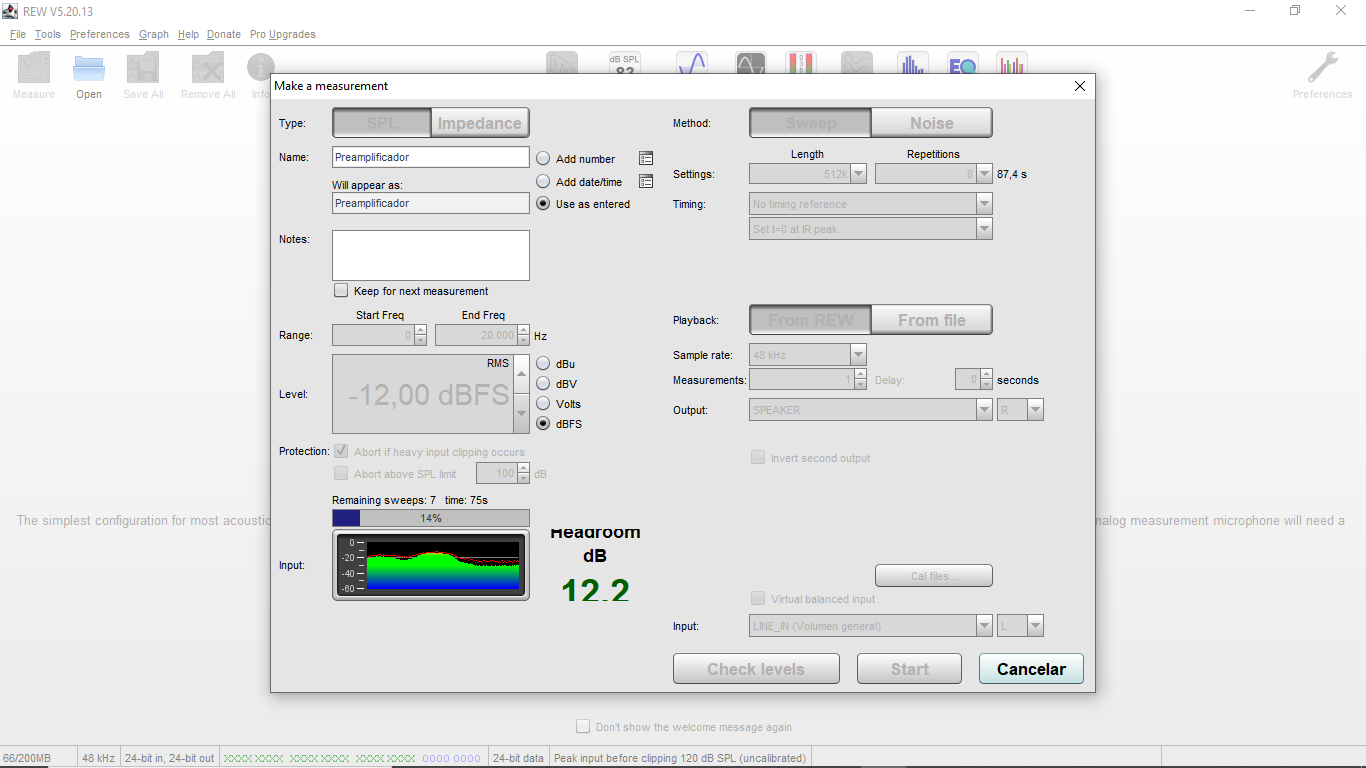 REW V5.20.13
File Tools Preferences Graph Help Donate Pro Upgrades
dB SPL
83
EQ
Measure Open Save All Remove All Info Preferences
Make a measurement
Type: SPL Impedance
Name: Preamplificador
Add number
Will appear as:
Add date/time
Preamplificador
Use as entered
Notes:
Keep for next measurement
Start Freq End Freq
Range: 0 20.000 Hz
Level: RMS
-12,00 dBFS
dBu
dBV
Volts
dBFS
Protection: Abort if heavy input clipping occurs
Abort above SPL limit 100 dB
Remaining sweeps: 7 time: 75s
14%
Input:
0
-20
-40
-60
Headroom
dB
12.2
Method: Sweep Noise
Length Repetitions
Settings: 512k 8 87,4 s
Timing: No timing reference
Set t=0 at IR peak
Playback: From REW From file
Sample rate: 48 kHz
Measurements: 1 Delay: 0 seconds
Output: SPEAKER R
Invert second output
Cal files...
Virtual balanced input
Input: LINE_IN (Volumen general) L
Check levels Start Cancelar
The simplest configuration for most acoustic
nalog measurement microphone will need a
Don't show the welcome message again
66/200MB 48 kHz 24-bit in, 24-bit out XXXX XXXX XXXX XXXX XXXX XXXX 0000 0000 24-bit data Peak input before clipping 120 dB SPL (uncalibrated)